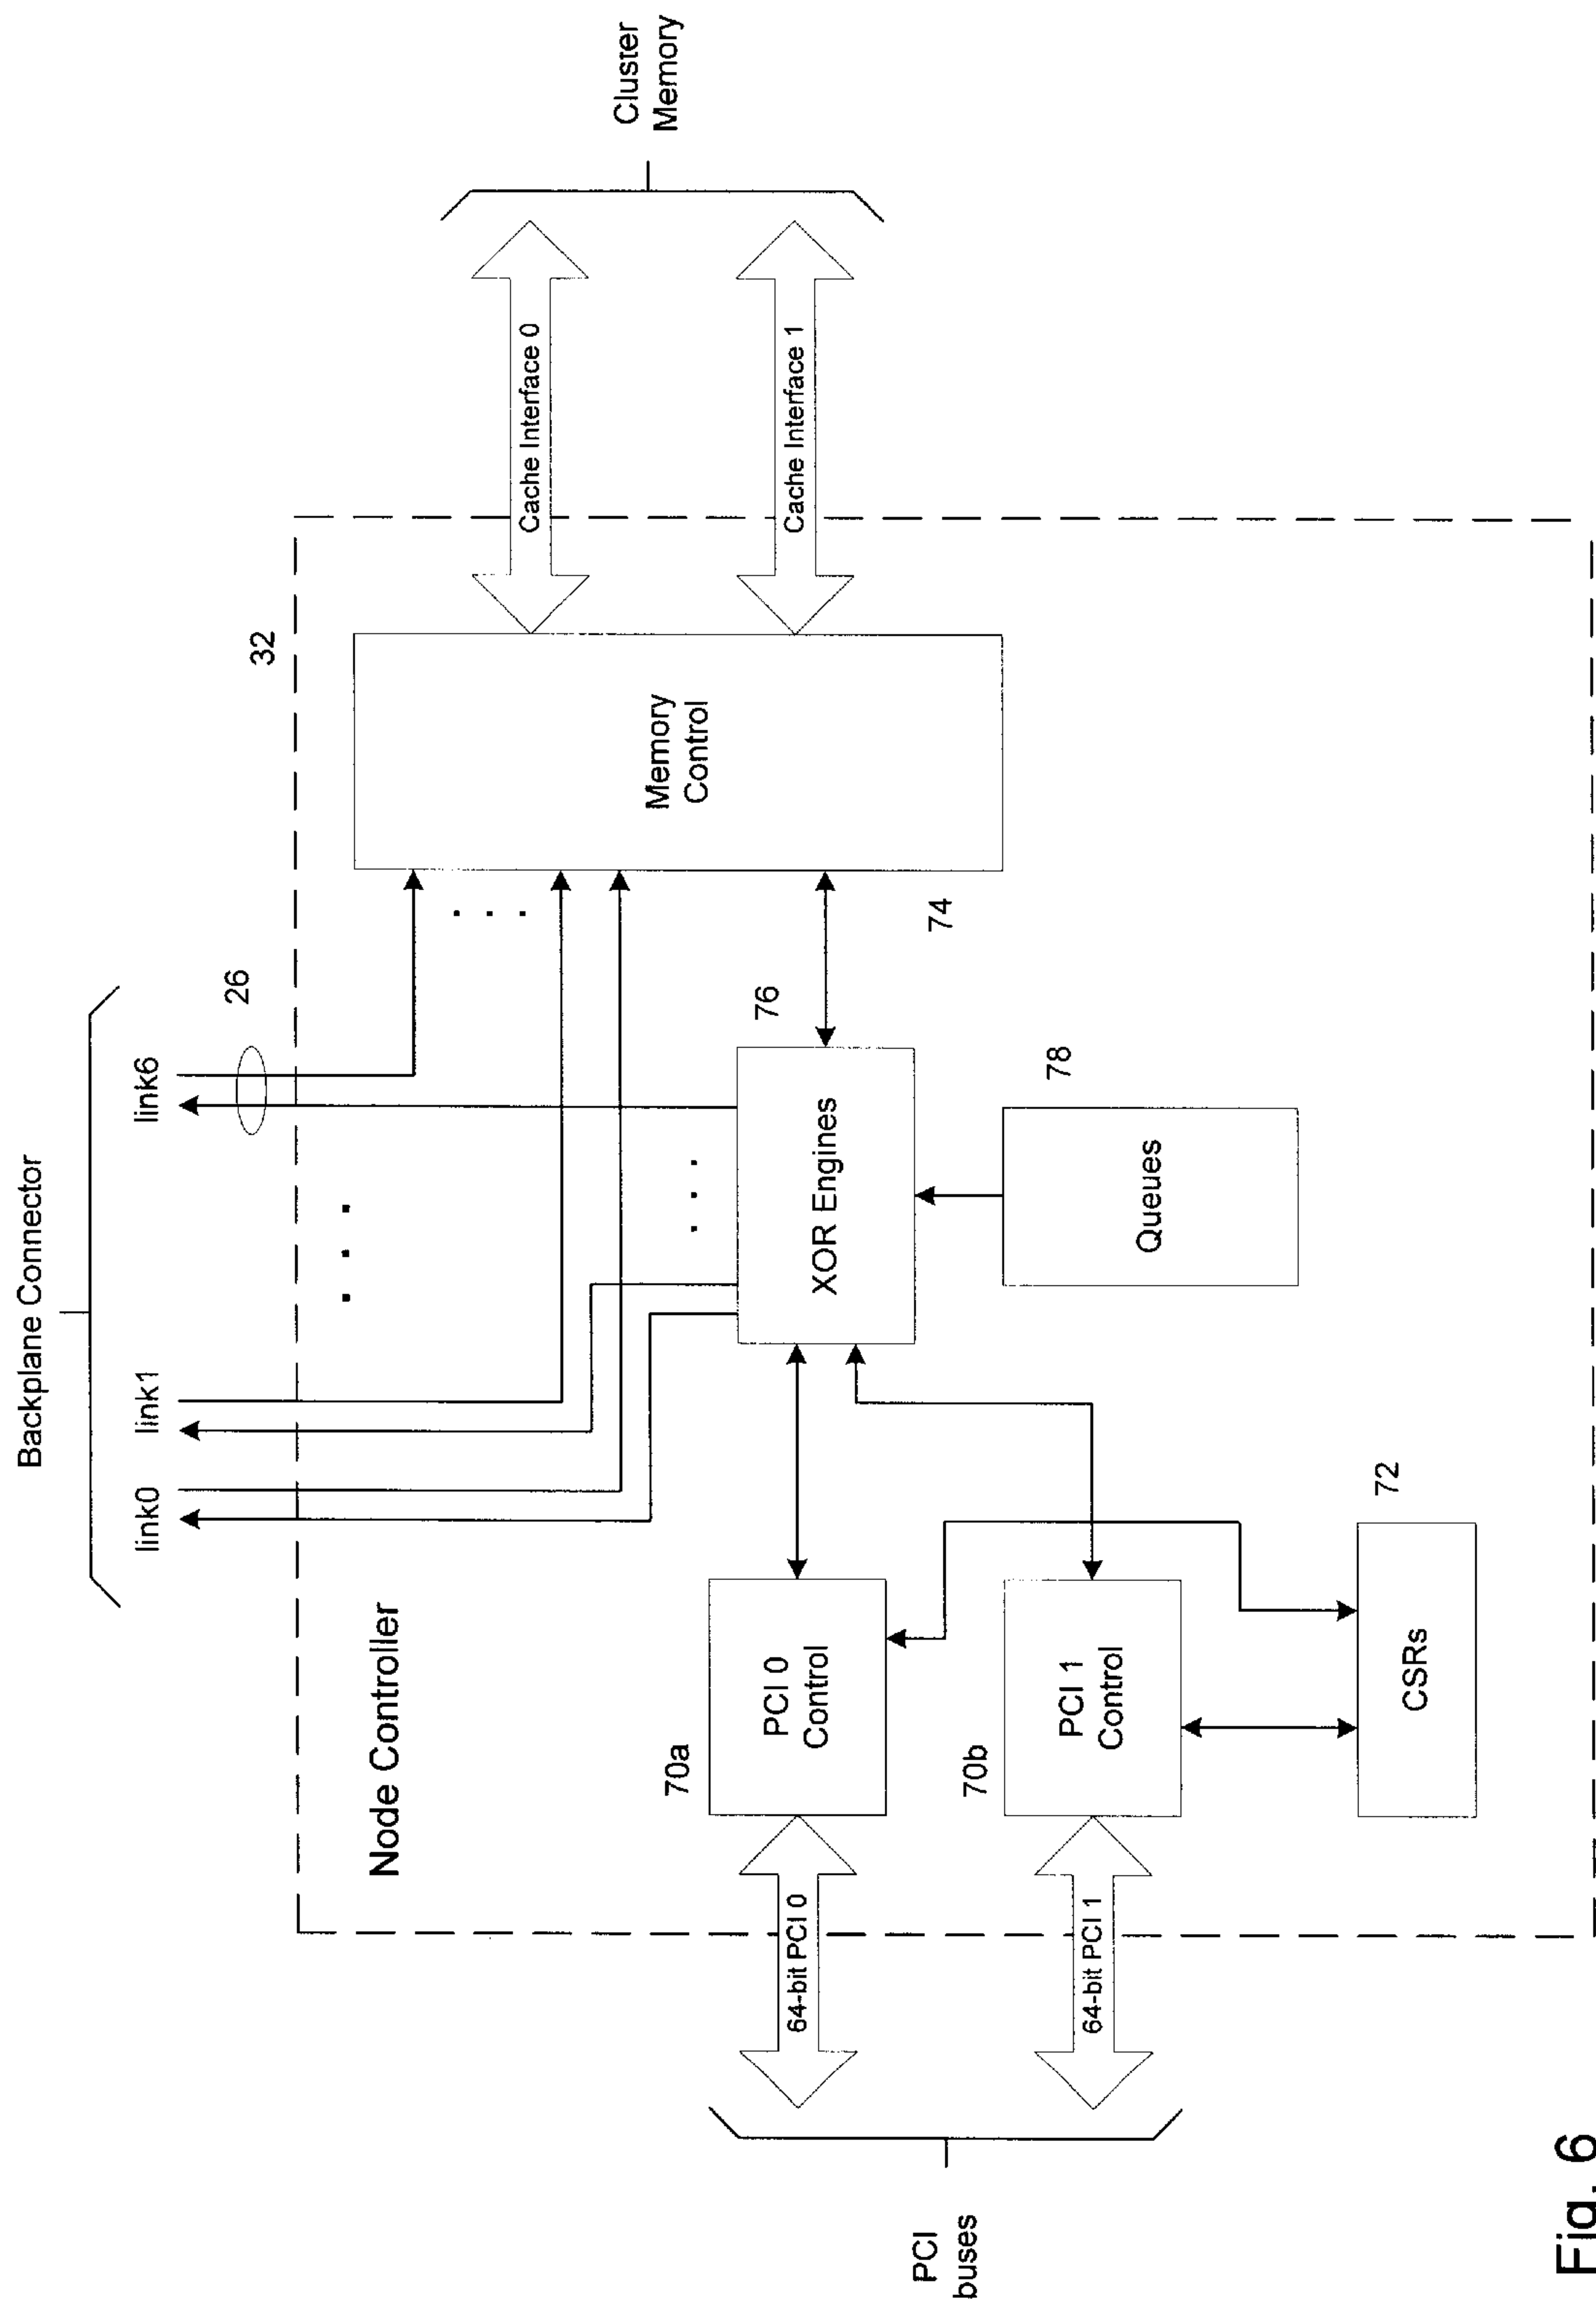 Backplane Connector
link0
link1
link6
26
32
Node Controller
Cluster
Memory
Cache Interface 0
Cache Interface 1
Memory
Control
74
XOR Engines
76
Queues
78
PCI 0
Control
70a
PCI 1
Control
70b
CSRs
72
64-bit PCI 0
64-bit PCI 1
PCI
buses
Fig. 6